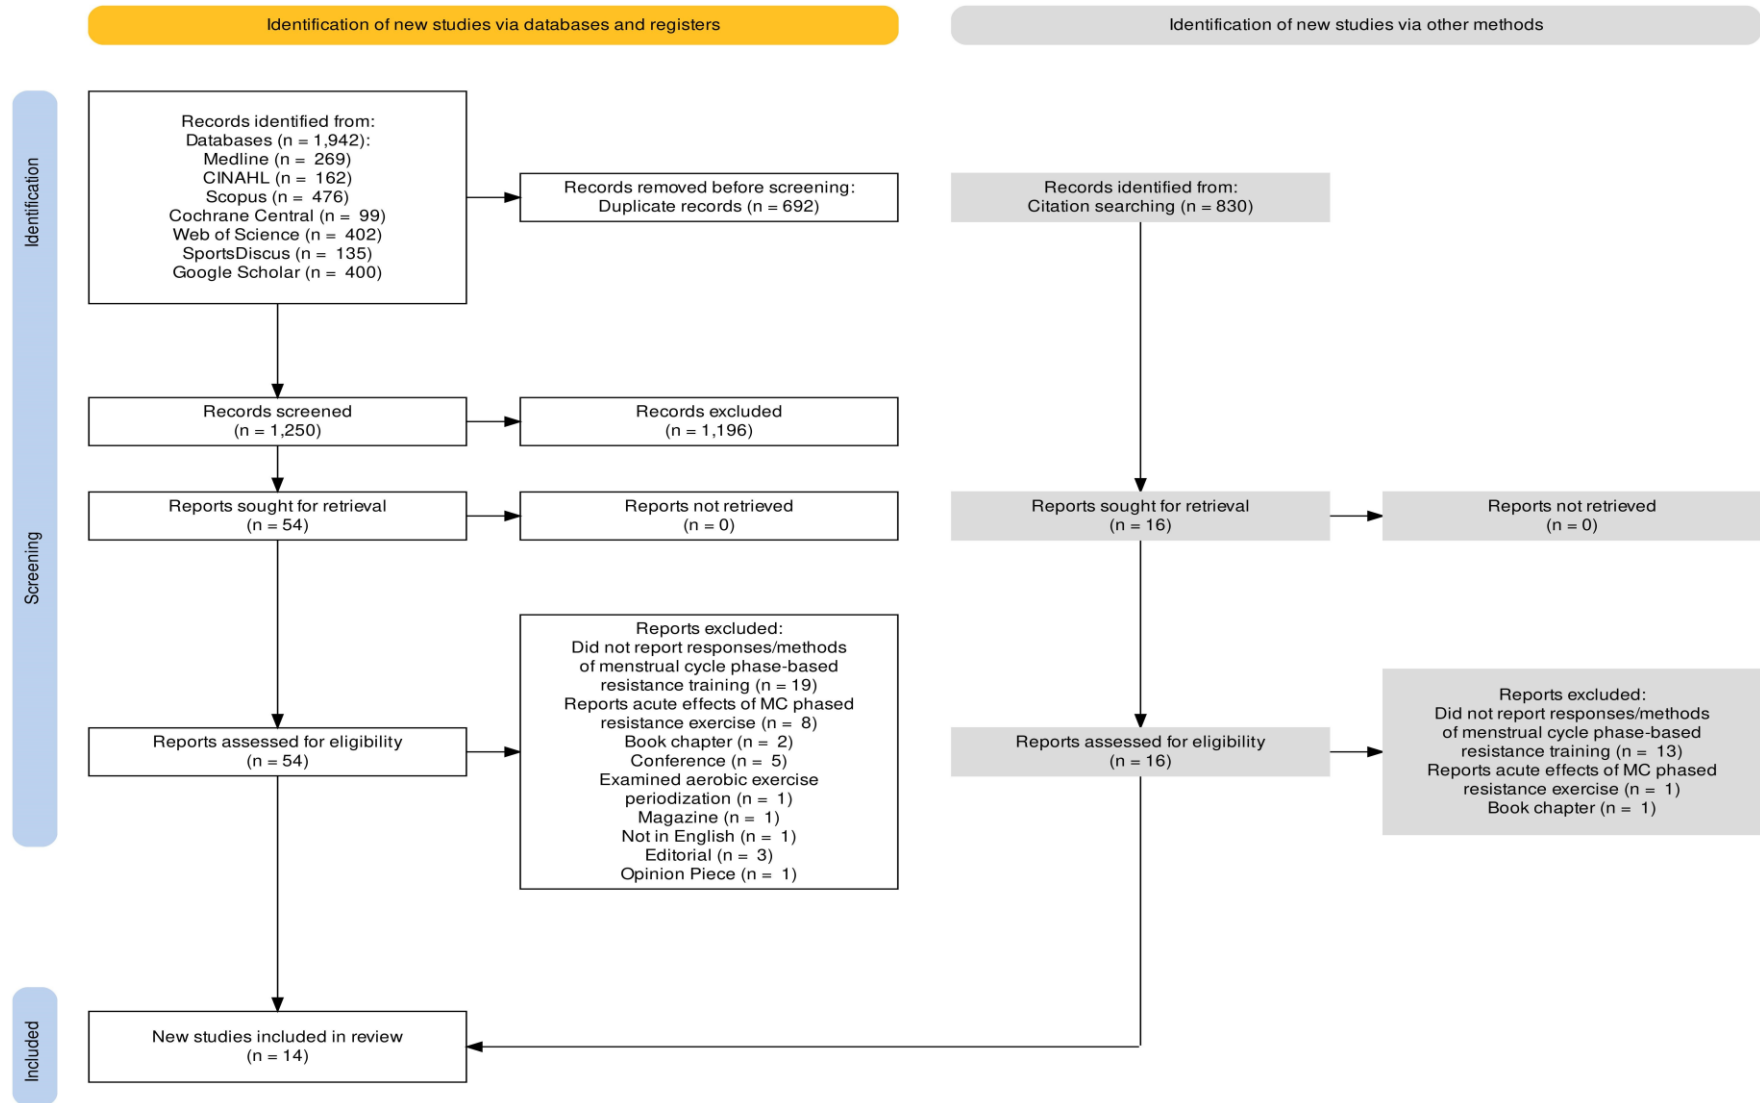 Identification of new studies via databases and registers
Identification of new studies via other methods
Identification
Records identified from:
Databases (n = 1,942):
Medline (n = 269)
CINAHL (n = 162)
Scopus (n = 476)
Cochrane Central (n = 99)
Web of Science (n = 402)
SportsDiscus (n = 135)
Google Scholar (n = 400)
Records removed before screening:
Duplicate records (n = 692)
Records identified from:
Citation searching (n = 830)
Screening
Records screened
(n = 1,250)
Records excluded
(n = 1,196)
Reports sought for retrieval
(n = 54)
Reports not retrieved
(n = 0)
Reports sought for retrieval
(n = 16)
Reports not retrieved
(n = 0)
Reports assessed for eligibility
(n = 54)
Reports excluded:
Did not report responses/methods
of menstrual cycle phase-based
resistance training (n = 19)
Reports acute effects of MC phased
resistance exercise (n = 8)
Book chapter (n = 2)
Conference (n = 5)
Examined aerobic exercise
periodization (n = 1)
Magazine (n = 1)
Not in English (n = 1)
Editorial (n = 3)
Opinion Piece (n = 1)
Reports assessed for eligibility
(n = 16)
Reports excluded:
Did not report responses/methods
of menstrual cycle phase-based
resistance training (n = 13)
Reports acute effects of MC phased
resistance exercise (n = 1)
Book chapter (n = 1)
Included
New studies included in review
(n = 14)